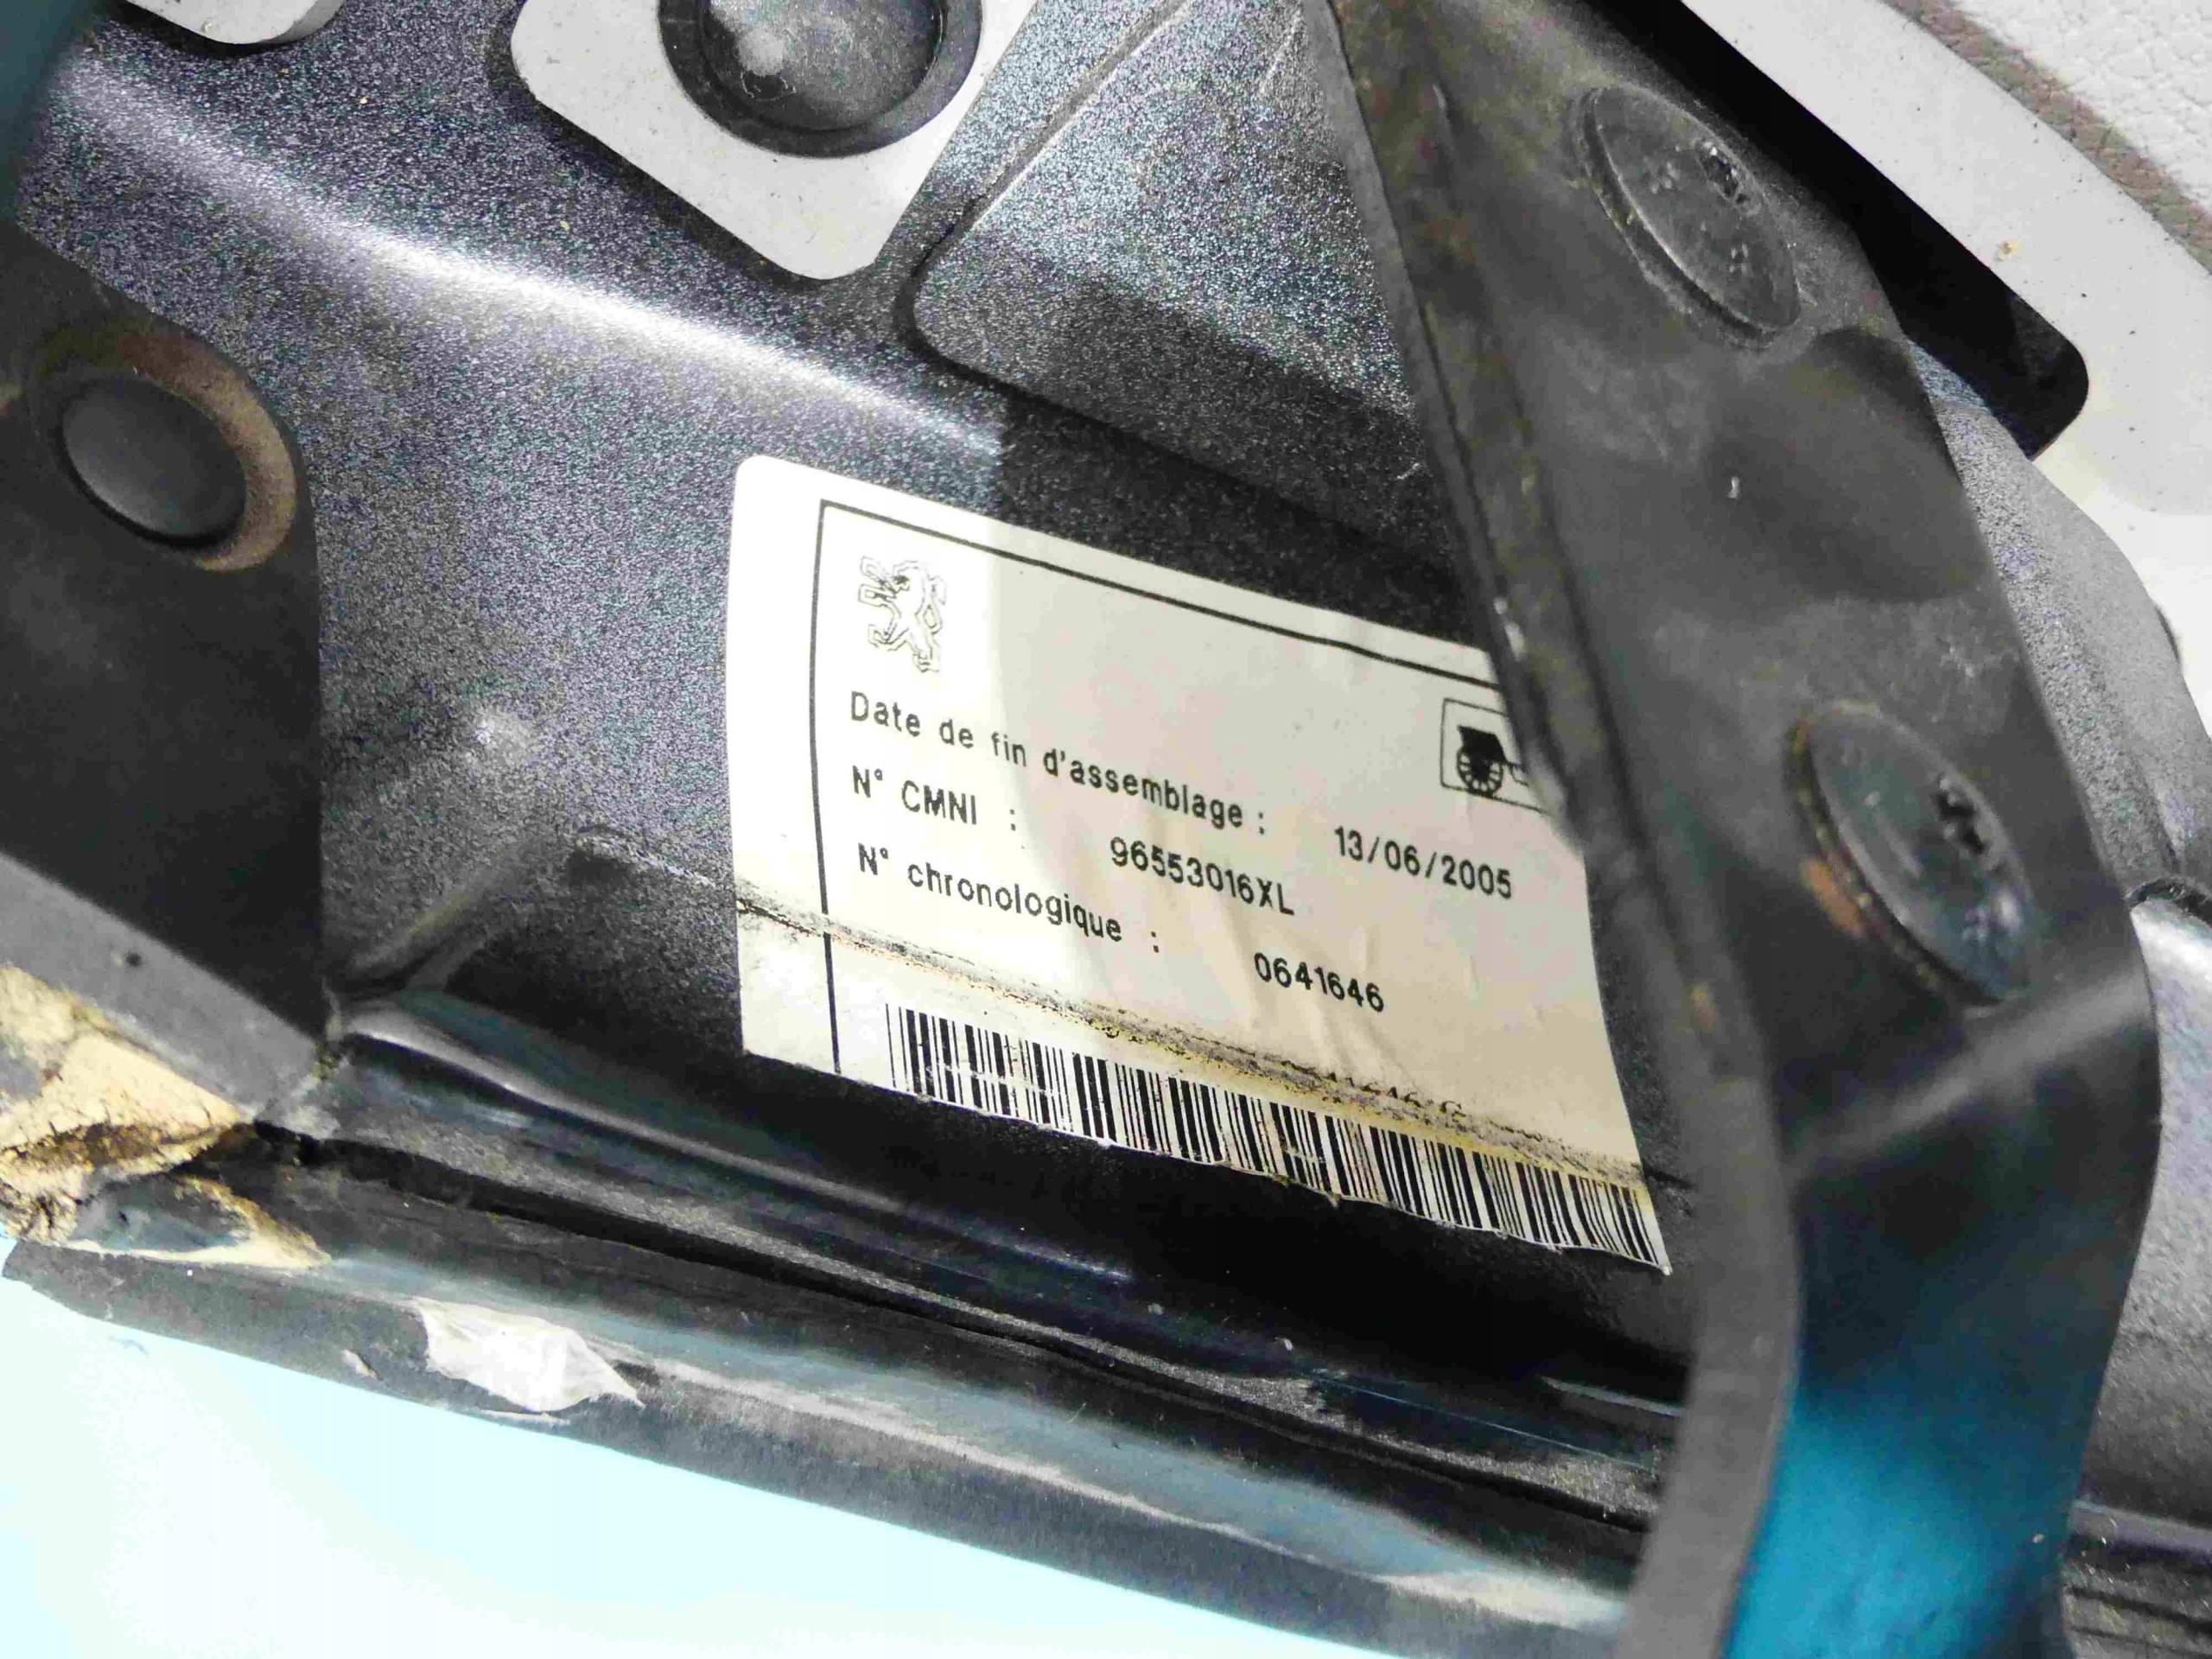 Date de fin d'assemblage : 13/06/2005
N° CMNI : 96553016XL
N° chronologique : 0641646